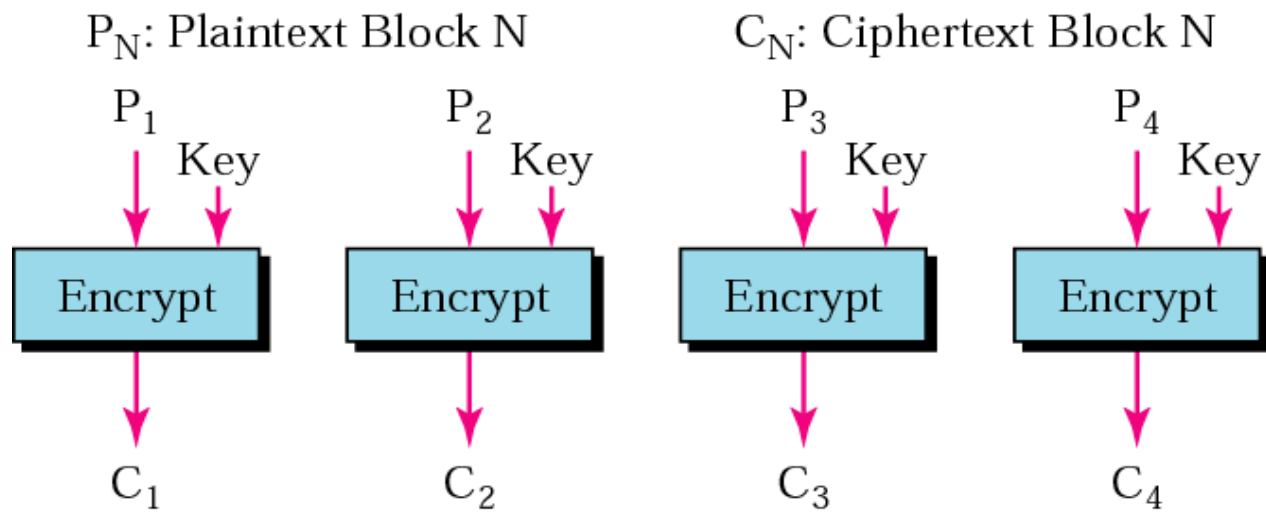 P_N: Plaintext Block N C_N: Ciphertext Block N
P_1 P_2 P_3 P_4
Key Key Key Key
Encrypt Encrypt Encrypt Encrypt
C_1 C_2 C_3 C_4